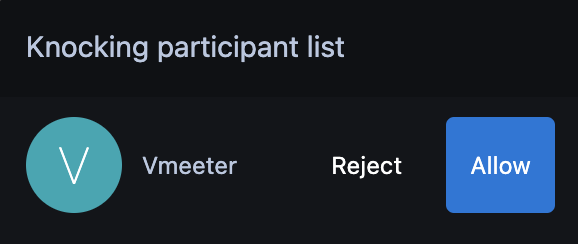 Knocking participant list
V Vmeeter Reject Allow